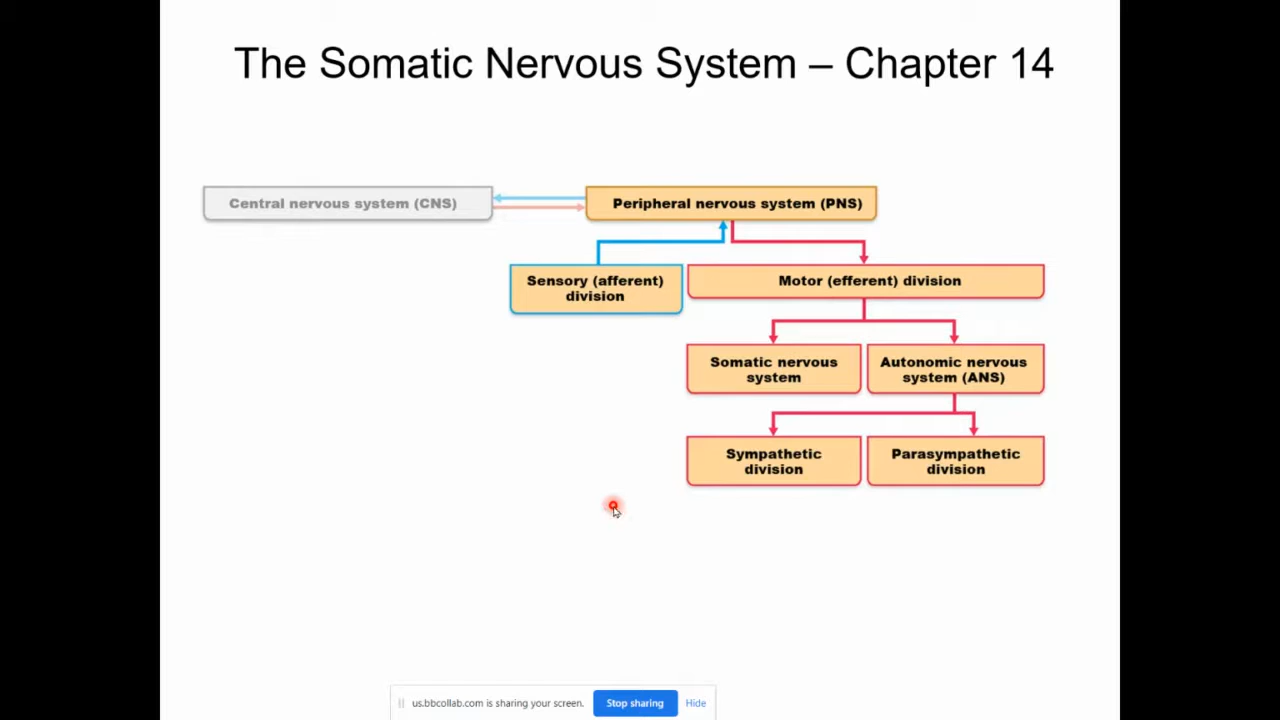 The Somatic Nervous System – Chapter 14
Central nervous system (CNS)
Peripheral nervous system (PNS)
Sensory (afferent)
division
Motor (efferent) division
Somatic nervous
system
Autonomic nervous
system (ANS)
Sympathetic
division
Parasympathetic
division
us.bbcollab.com is sharing your screen.
Stop sharing
Hide